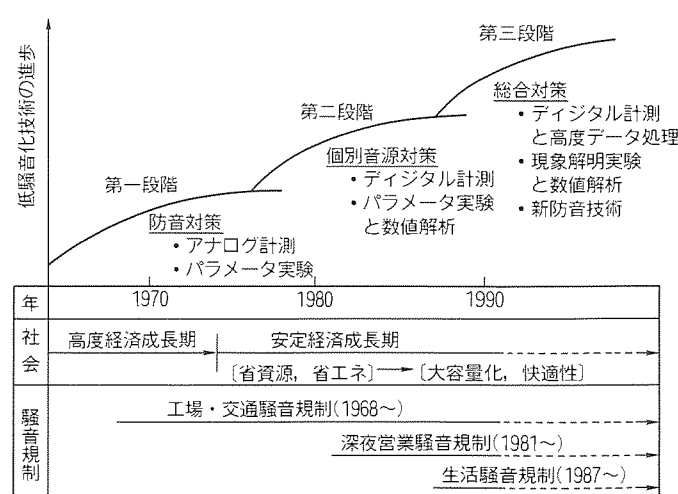 低騒音化技術の進歩
第三段階
総合対策
・ディジタル計測
と高度データ処理
・現象解明実験
と数値解析
・新防音技術
第二段階
個別音源対策
・ディジタル計測
・パラメータ実験
と数値解析
第一段階
防音対策
・アナログ計測
・パラメータ実験
年 1970 1980 1990
社会 高度経済成長期 安定経済成長期
〔省資源, 省エネ〕→〔大容量化, 快適性〕
騒音規制 工場・交通騒音規制(1968〜)
深夜営業騒音規制(1981〜)
生活騒音規制(1987〜)